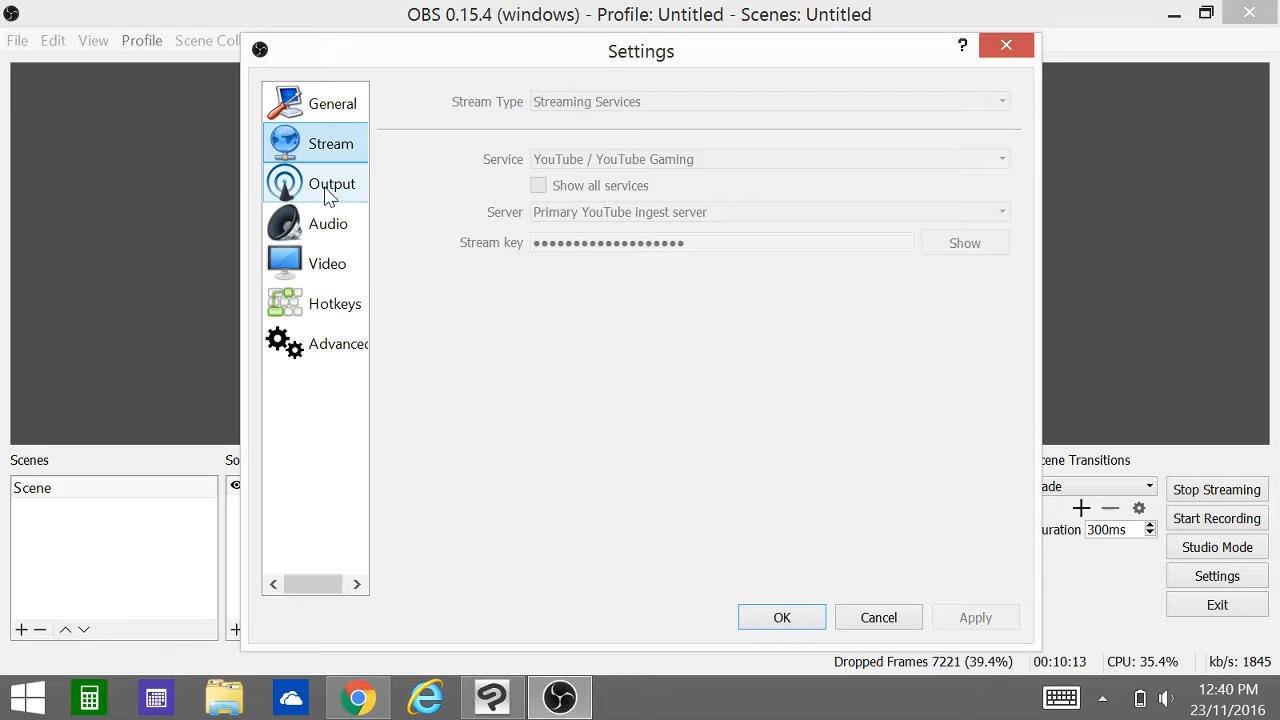 OBS 0.15.4 (windows) - Profile: Untitled - Scenes: Untitled
File Edit View Profile Scene Col
Settings
?
General
Stream
Output
Audio
Video
Hotkeys
Advanced
Stream Type Streaming Services
Service YouTube / YouTube Gaming
Show all services
Server Primary YouTube ingest server
Stream key ●●●●●●●●●●●●●●●●●●● Show
OK Cancel Apply
Scenes
So
cene Transitions
Scene
ade
uration 300ms
Stop Streaming
Start Recording
Studio Mode
Settings
Exit
Dropped Frames 7221 (39.4%) 00:10:13 CPU: 35.4% kb/s: 1845
12:40 PM
23/11/2016